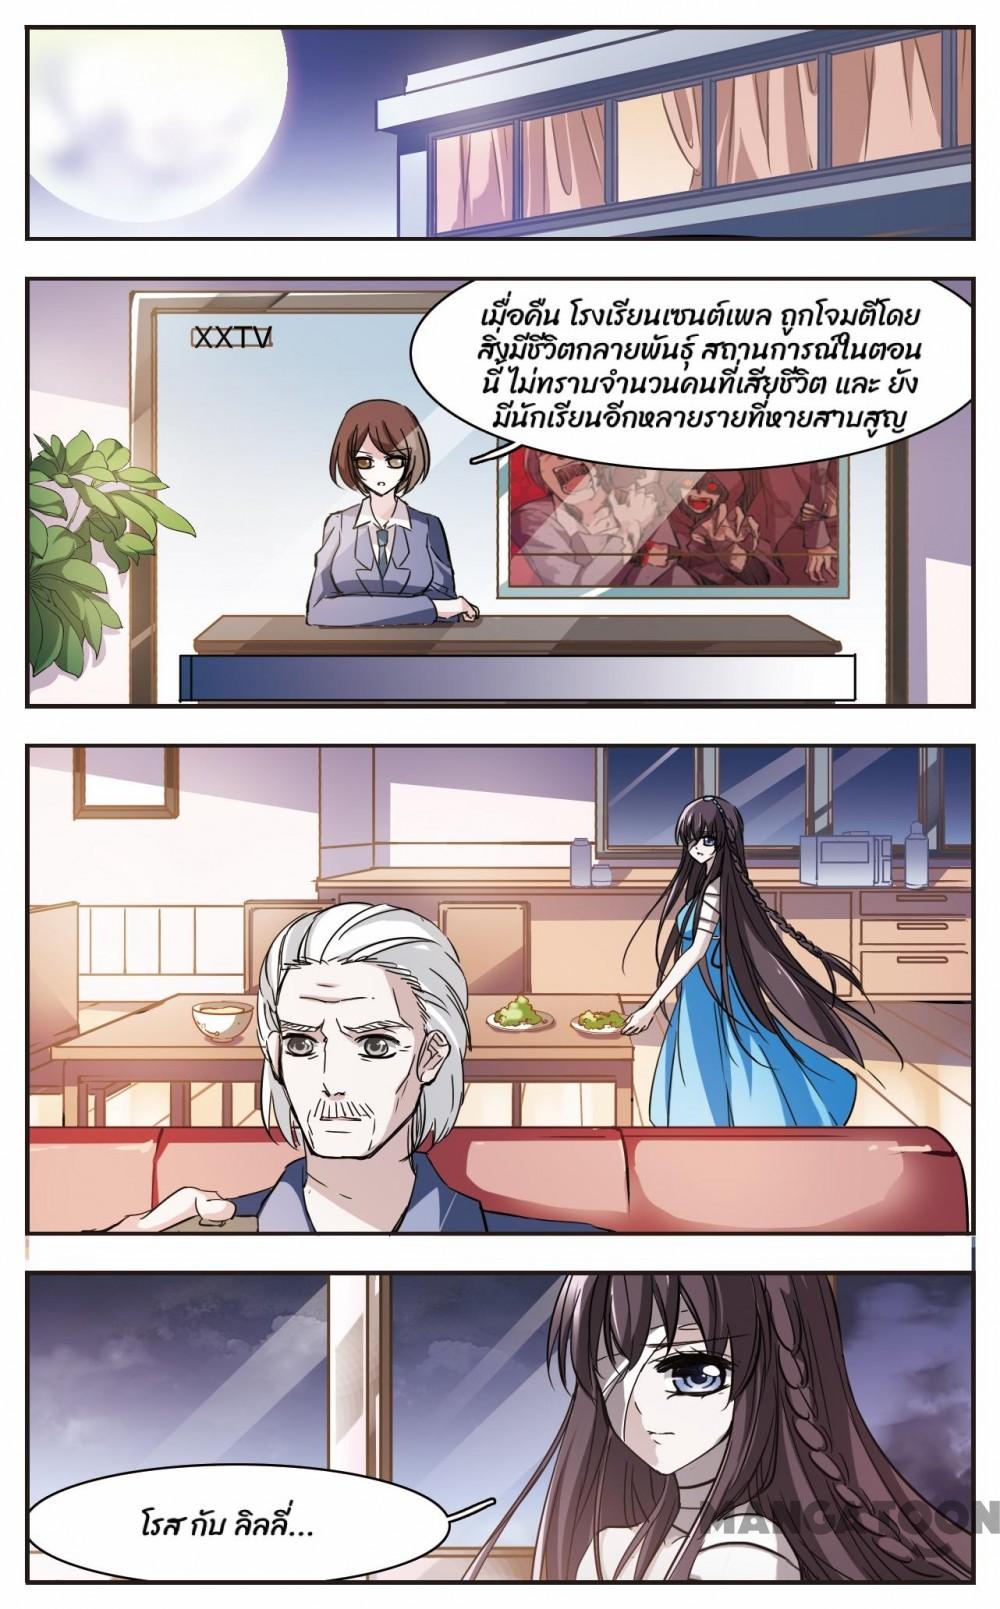 XXTV
เมื่อคืน โรงเรียนเซนต์เพล ถูกโจมตีโดย
สิ่งมีชีวิตกลายพันธุ์ สถานการณ์ในตอน
นี้ ไม่ทราบจำนวนคนที่เสียชีวิต และ ยัง
มีนักเรียนอีกหลายรายที่หายสาบสูญ
โรส กับ ลิลลี่...
MANGATOON